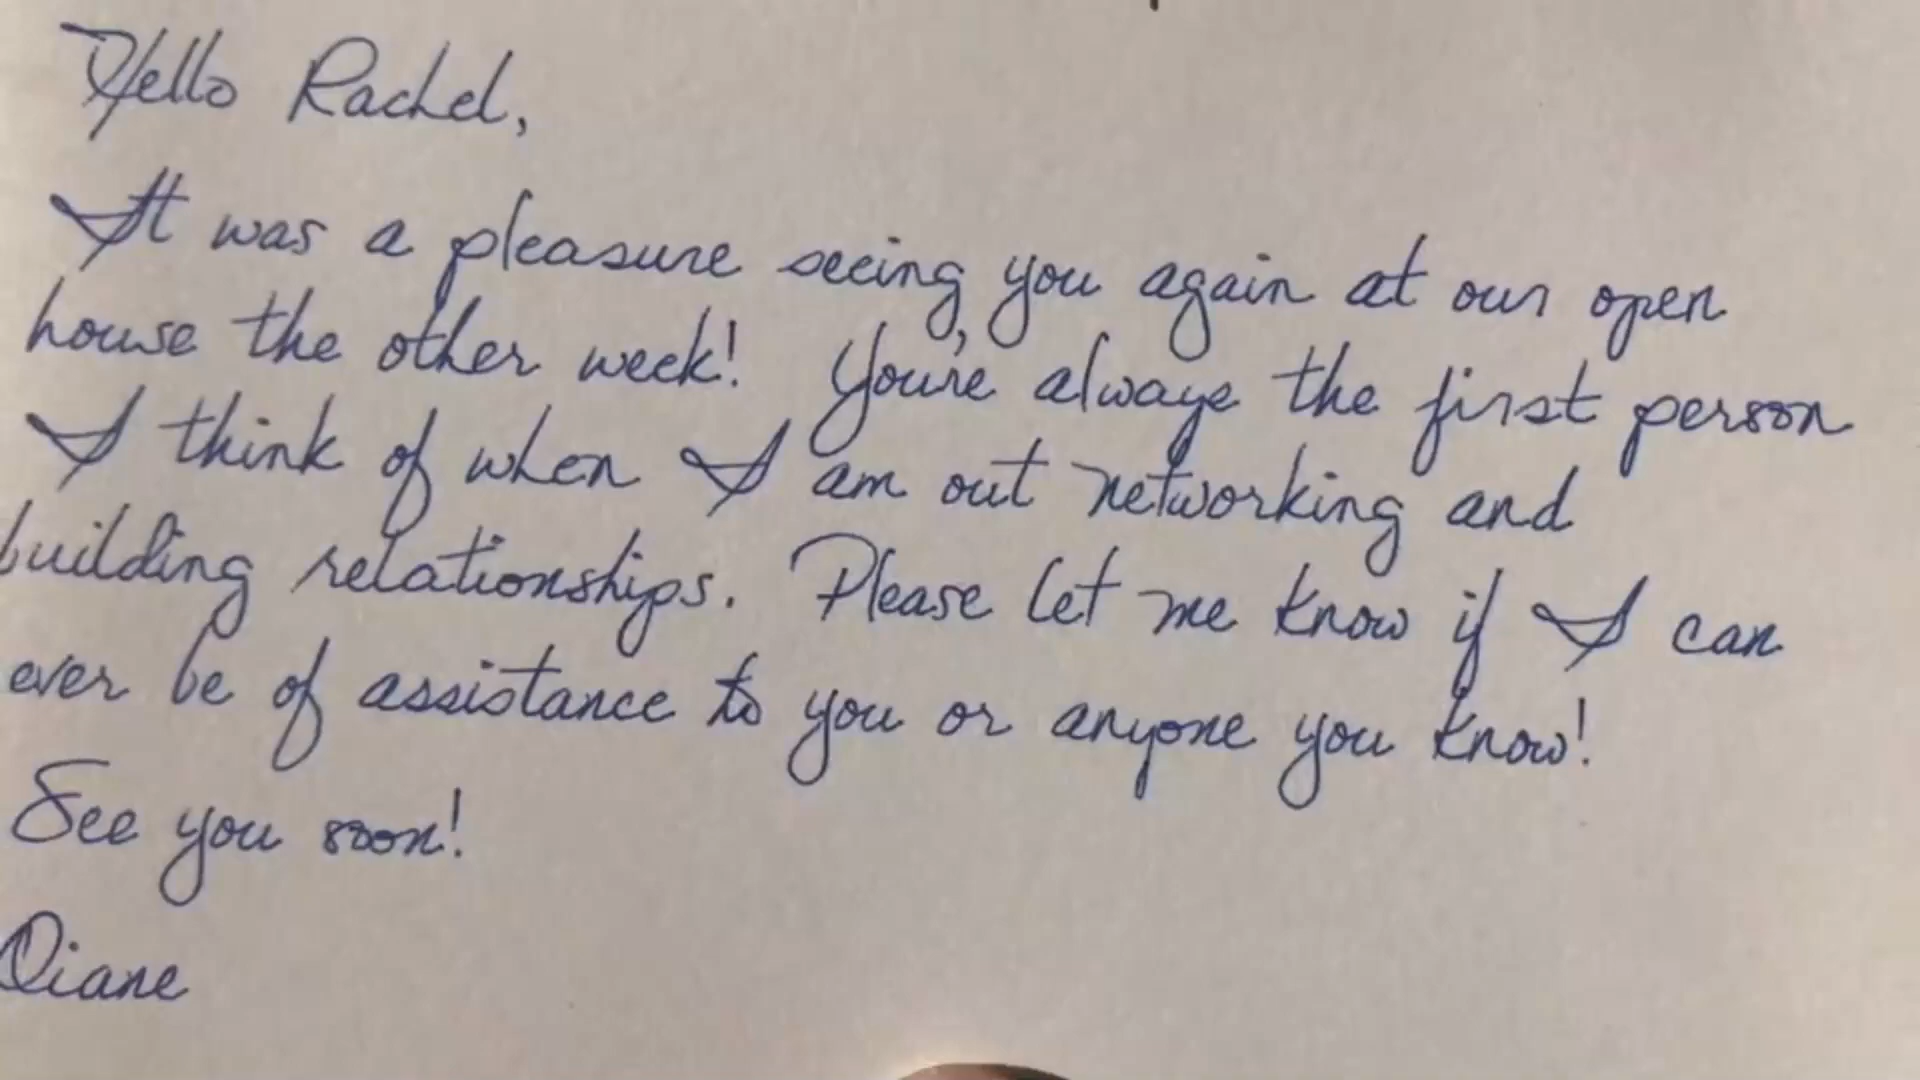 Hello Rachel,
It was a pleasure seeing you again at our open
house the other week! You're always the first person
I think of when I am out networking and
building relationships. Please let me know if I can
ever be of assistance to you or anyone you know!
See you soon!
Diane